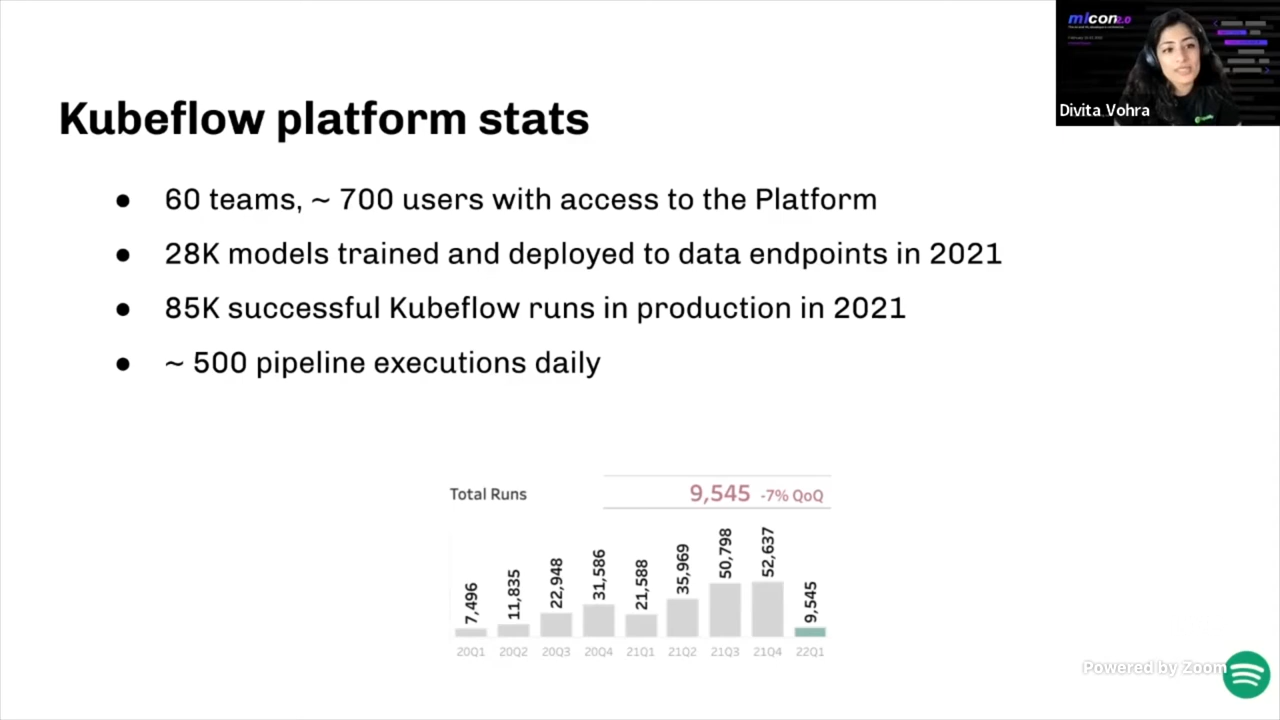 Kubeflow platform stats
● 60 teams, ~ 700 users with access to the Platform
● 28K models trained and deployed to data endpoints in 2021
● 85K successful Kubeflow runs in production in 2021
● ~ 500 pipeline executions daily
Total Runs 9,545 -7% QoQ
7,496 11,835 22,948 31,586 21,588 35,969 50,798 52,637 9,545
20Q1 20Q2 20Q3 20Q4 21Q1 21Q2 21Q3 21Q4 22Q1
mlcon2.0
Divita Vohra
Powered by Zoom